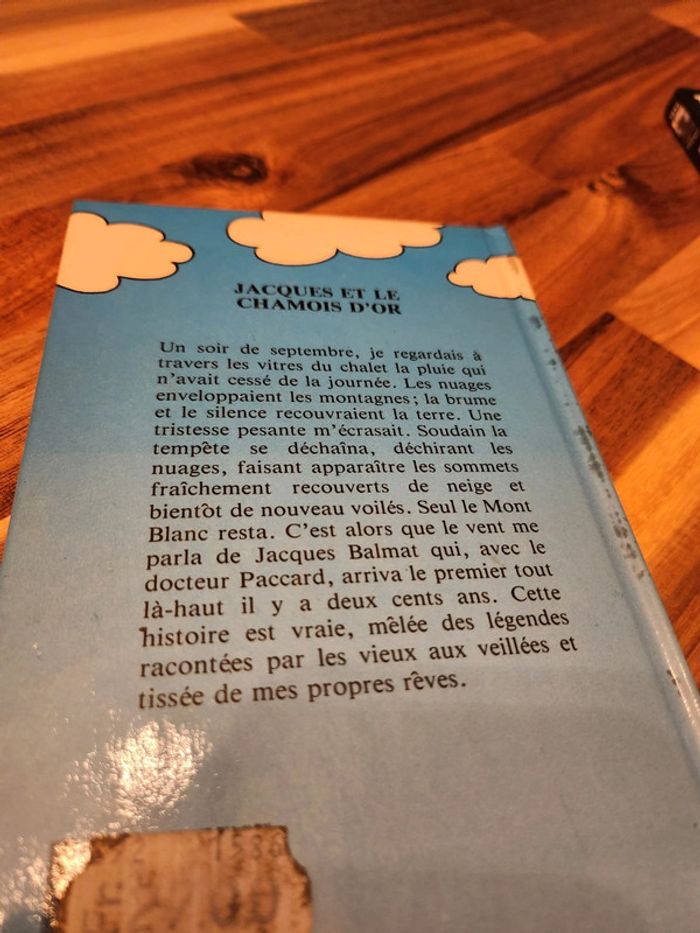 JACQUES ET LE
CHAMOIS D'OR
Un soir de septembre, je regardais à
travers les vitres du chalet la pluie qui
n'avait cessé de la journée. Les nuages
enveloppaient les montagnes; la brume
et le silence recouvraient la terre. Une
tristesse pesante m'écrasait. Soudain la
tempête se déchaîna, déchirant les
nuages, faisant apparaître les sommets
fraîchement recouverts de neige et
bientôt de nouveau voilés. Seul le Mont
Blanc resta. C'est alors que le vent me
parla de Jacques Balmat qui, avec le
docteur Paccard, arriva le premier tout
là-haut il y a deux cents ans. Cette
histoire est vraie, mêlée des légendes
racontées par les vieux aux veillées et
tissée de mes propres rêves.